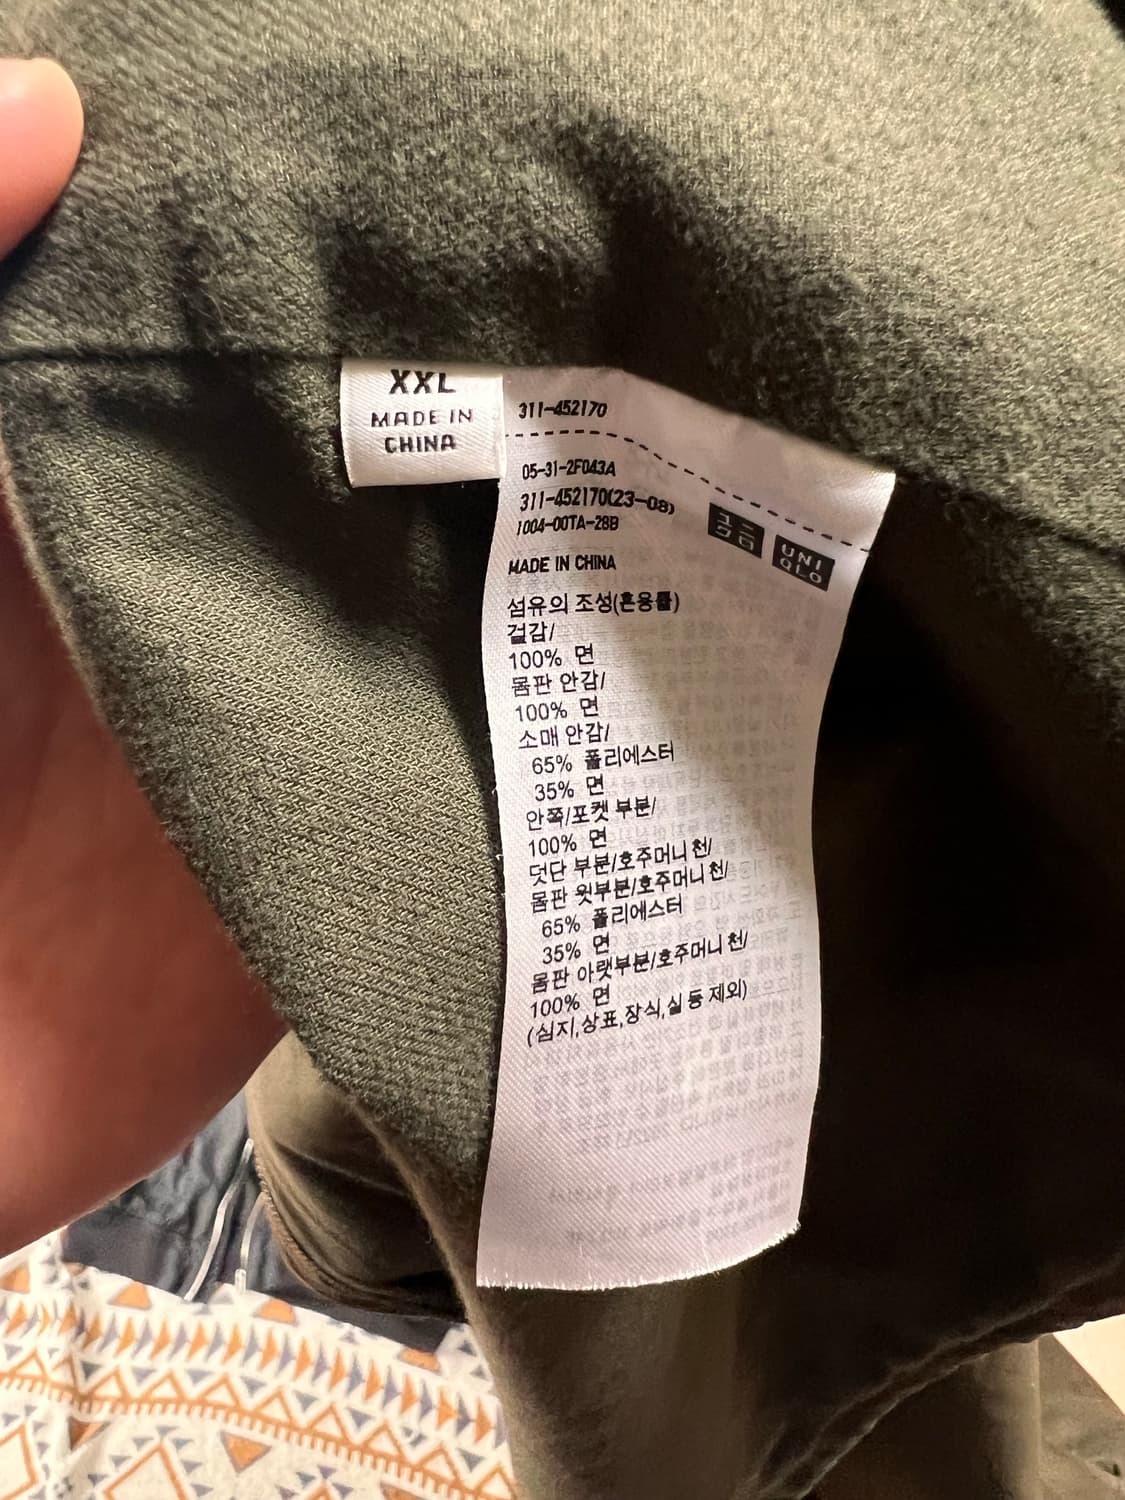 XXL
MADE IN
CHINA
311-452170
05-31-2F043A
311-452170(23-08)
1004-00TA-28B
ユニ
クロ
UNI
QLO
MADE IN CHINA
섬유의 조성(혼용률)
겉감/
100% 면
몸판 안감/
100% 면
소매 안감/
65% 폴리에스터
35% 면
안쪽/포켓 부분/
100% 면
덧단 부분/호주머니 천/
몸판 윗부분/호주머니 천/
65% 폴리에스터
35% 면
몸판 아랫부분/호주머니 천/
100% 면
(심지,상표,장식,실 등 제외)